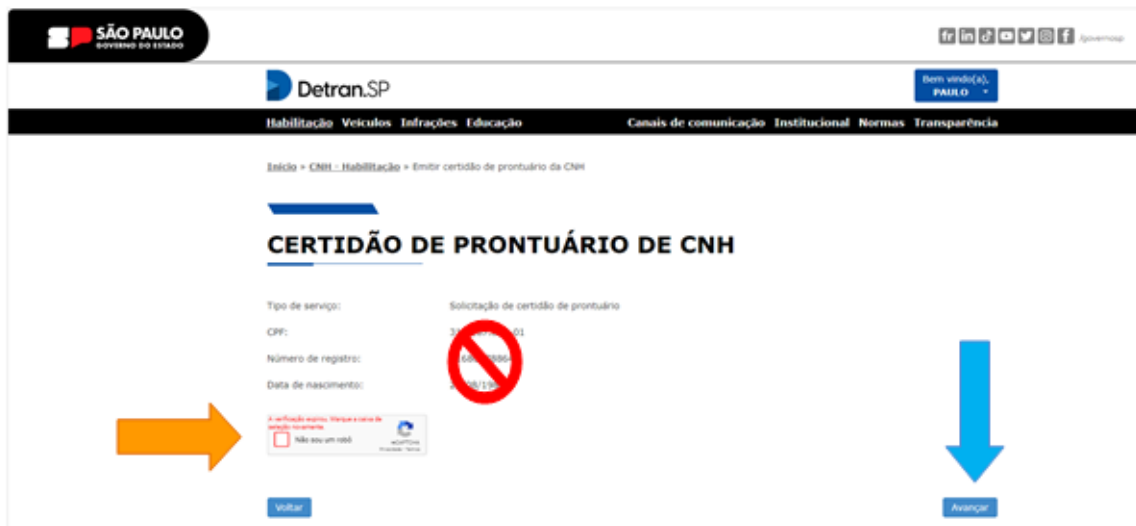 SÃO PAULO
GOVERNO DO ESTADO
/governosp
Detran.SP
Bem vindo(a),
PAULO
Habilitação Veículos Infrações Educação Canais de comunicação Institucional Normas Transparência
Início » CNH - Habilitação » Emitir certidão de prontuário da CNH
CERTIDÃO DE PRONTUÁRIO DE CNH
Tipo de serviço: Solicitação de certidão de prontuário
CPF:
Número de registro:
Data de nascimento:
A verificação expirou. Marque a caixa de
seleção novamente.
Não sou um robô
reCAPTCHA
Privacidade - Termos
Voltar Avançar